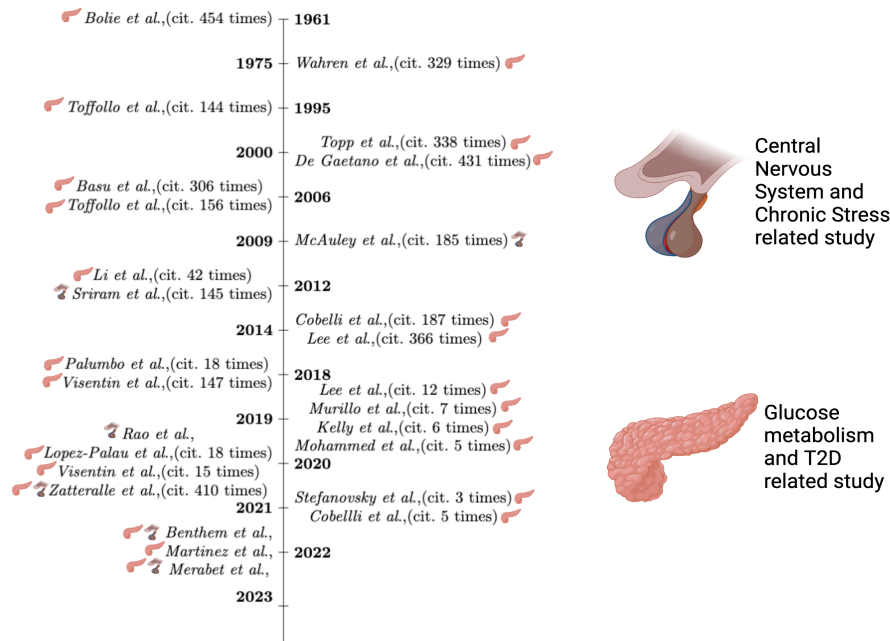 Bolie et al.,(cit. 454 times)
1961
1975
Wahren et al.,(cit. 329 times)
Toffollo et al.,(cit. 144 times)
1995
Topp et al.,(cit. 338 times)
2000
De Gaetano et al.,(cit. 431 times)
Basu et al.,(cit. 306 times)
2006
Toffollo et al.,(cit. 156 times)
2009
McAuley et al.,(cit. 185 times)
Li et al.,(cit. 42 times)
2012
Sriram et al.,(cit. 145 times)
Cobelli et al.,(cit. 187 times)
2014
Lee et al.,(cit. 366 times)
Palumbo et al.,(cit. 18 times)
2018
Visentin et al.,(cit. 147 times)
Lee et al.,(cit. 12 times)
Murillo et al.,(cit. 7 times)
2019
Kelly et al.,(cit. 6 times)
Mohammed et al.,(cit. 5 times)
Rao et al.,
Lopez-Palau et al.,(cit. 18 times)
2020
Visentin et al.,(cit. 15 times)
Zatteralle et al.,(cit. 410 times)
Stefanovsky et al.,(cit. 3 times)
2021
Cobellli et al.,(cit. 5 times)
Benthem et al.,
Martinez et al.,
2022
Merabet et al.,
2023
Central
Nervous
System and
Chronic Stress
related study
Glucose
metabolism
and T2D
related study